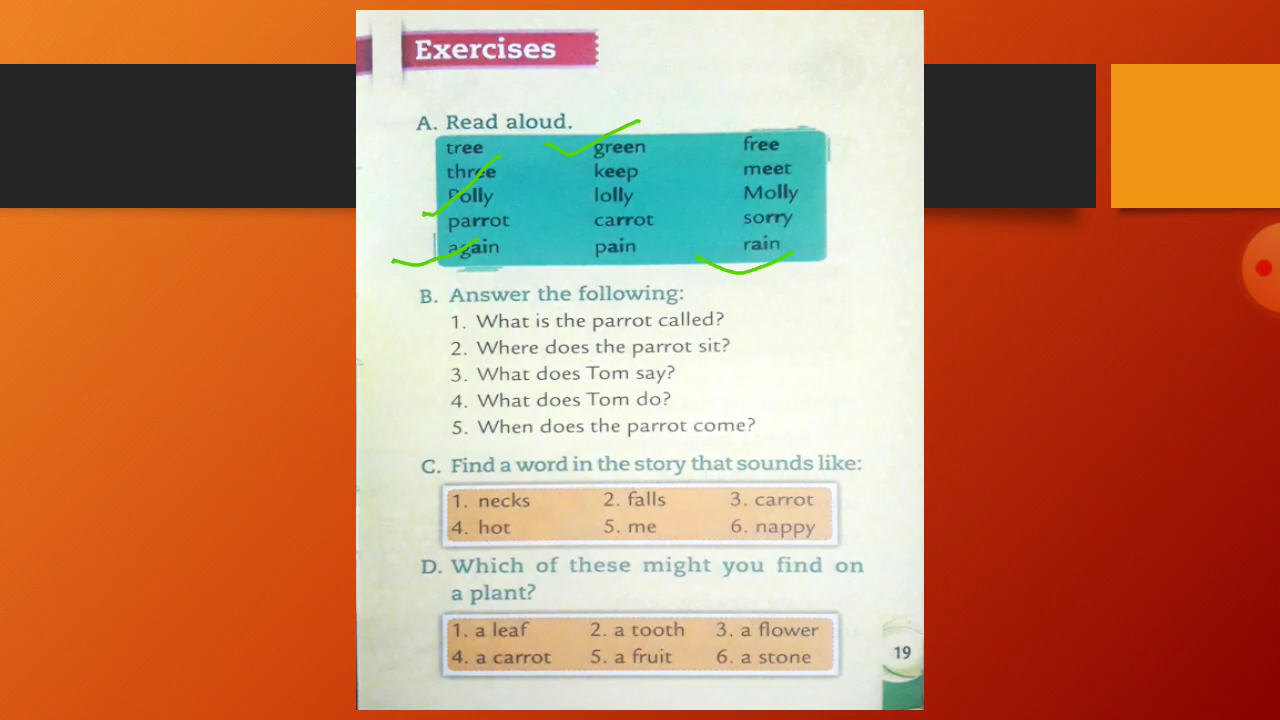 Exercises
A. Read aloud.
tree green free
three keep meet
Polly lolly Molly
parrot carrot sorry
again pain rain
B. Answer the following:
1. What is the parrot called?
2. Where does the parrot sit?
3. What does Tom say?
4. What does Tom do?
5. When does the parrot come?
C. Find a word in the story that sounds like:
1. necks 2. falls 3. carrot
4. hot 5. me 6. nappy
D. Which of these might you find on
a plant?
1. a leaf 2. a tooth 3. a flower
4. a carrot 5. a fruit 6. a stone
19